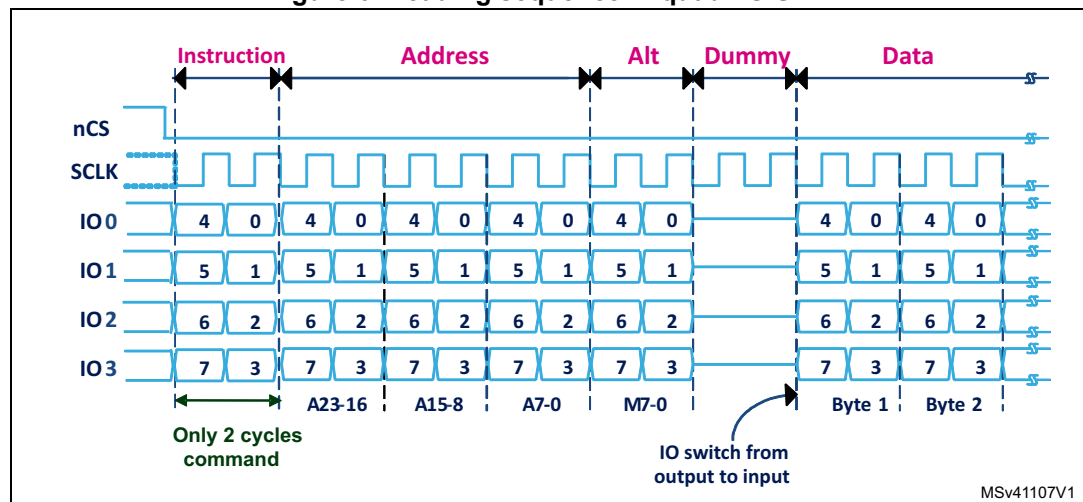 Instruction Address Alt Dummy Data
nCS
SCLK
IO 0 4 0 4 0 4 0 4 0 4 0 4 0 4 0
IO 1 5 1 5 1 5 1 5 1 5 1 5 1 5 1
IO 2 6 2 6 2 6 2 6 2 6 2 6 2 6 2
IO 3 7 3 7 3 7 3 7 3 7 3 7 3 7 3
A23-16 A15-8 A7-0 M7-0 Byte 1 Byte 2
Only 2 cycles
command
IO switch from
output to input
MSv41107V1